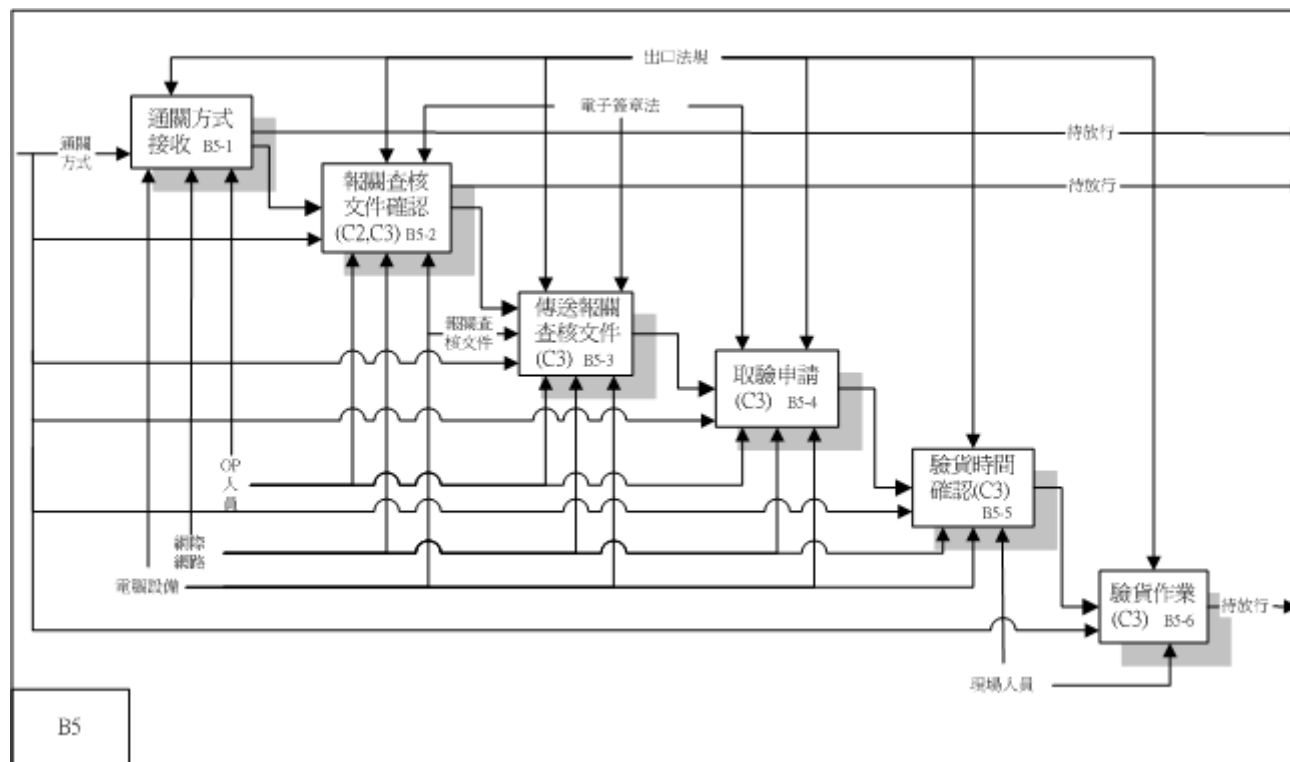 出口法規
電子簽章法
通關方式
接收 B5-1
通關
方式
待放行
報關查核
文件確認
(C2,C3) B5-2
待放行
傳送報關
查核文件
(C3) B5-3
報關查
核文件
取驗申請
(C3) B5-4
驗貨時間
確認(C3)
B5-5
OP
人
員
網際
網路
電腦設備
驗貨作業
(C3) B5-6
待放行
現場人員
B5